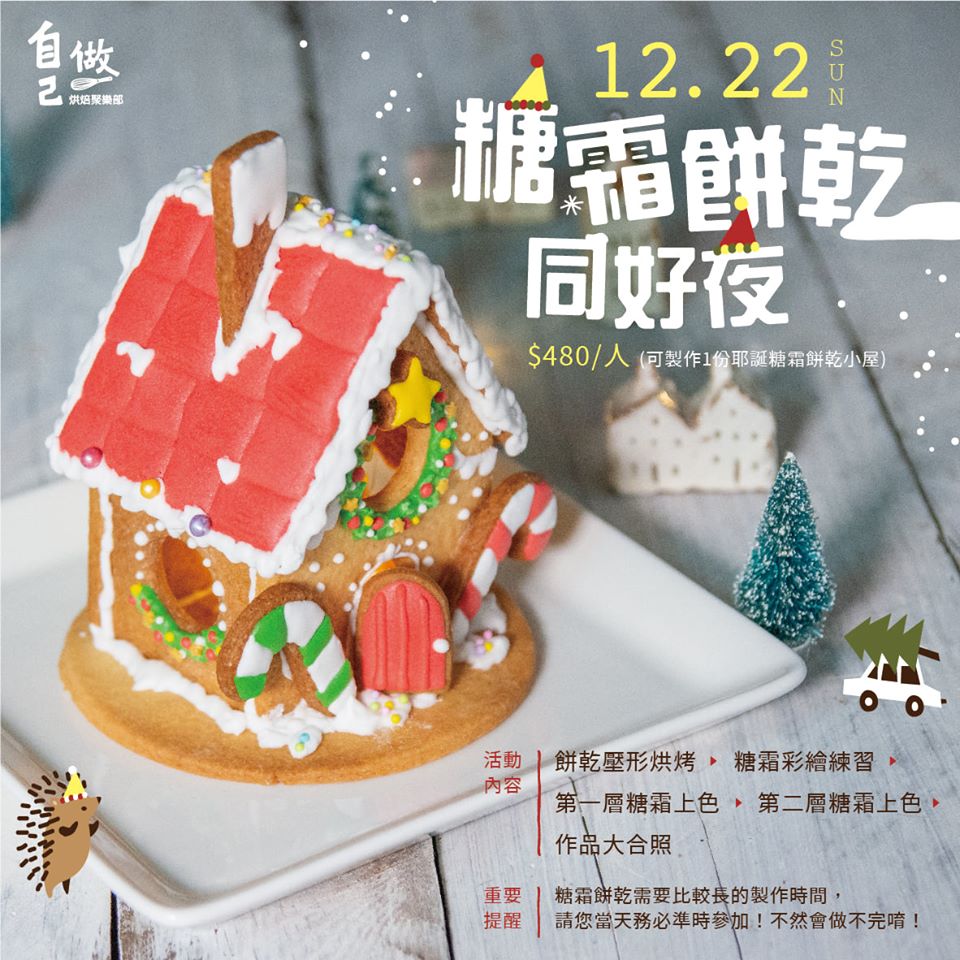 自己做
烘焙聚樂部
12.22 SUN
糖霜餅乾
同好夜
$480/人 (可製作1份耶誕糖霜餅乾小屋)
活動內容
餅乾壓形烘烤 ▸ 糖霜彩繪練習 ▸
第一層糖霜上色 ▸ 第二層糖霜上色 ▸
作品大合照
重要提醒
糖霜餅乾需要比較長的製作時間，
請您當天務必準時參加！不然會做不完唷！